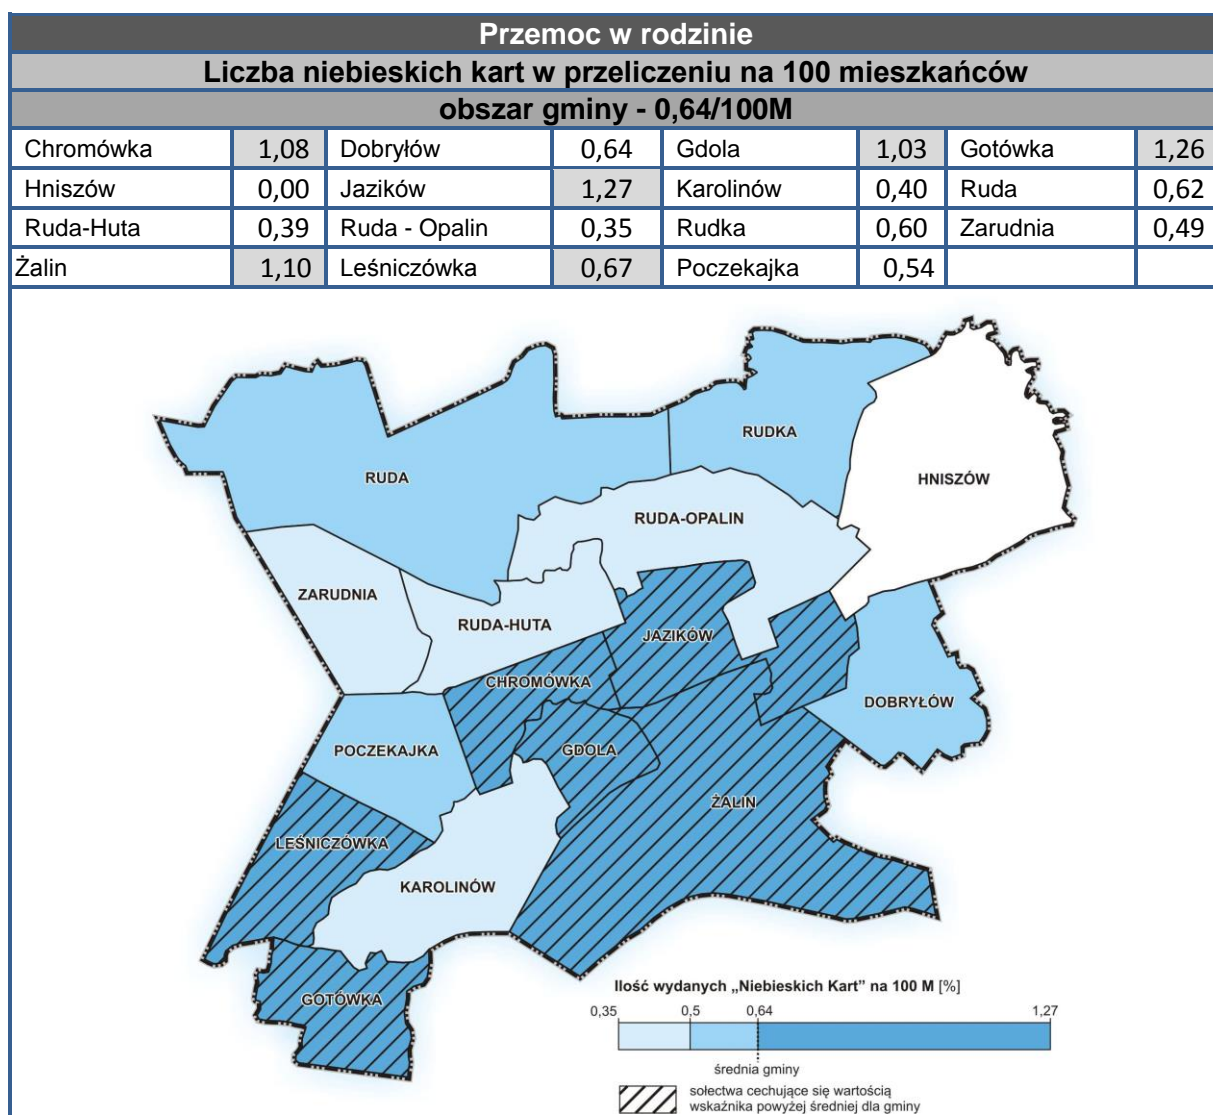 Przemoc w rodzinie
Liczba niebieskich kart w przeliczeniu na 100 mieszkańców
obszar gminy - 0,64/100M
Chromówka 1,08 Dobryłów 0,64 Gdola 1,03 Gotówka 1,26
Hniszów 0,00 Jazików 1,27 Karolinów 0,40 Ruda 0,62
Ruda-Huta 0,39 Ruda - Opalin 0,35 Rudka 0,60 Zarudnia 0,49
Żalin 1,10 Leśniczówka 0,67 Poczekajka 0,54
RUDKA
RUDA
HNISZÓW
RUDA-OPALIN
ZARUDNIA
RUDA-HUTA
JAZIKÓW
CHROMÓWKA
DOBRYŁÓW
POCZEKAJKA
GDOLA
ŻALIN
LEŚNICZÓWKA
KAROLINÓW
GOTÓWKA
Ilość wydanych „Niebieskich Kart” na 100 M [%]
0,35 0,5 0,64 1,27
średnia gminy
sołectwa cechujące się wartością
wskaźnika powyżej średniej dla gminy